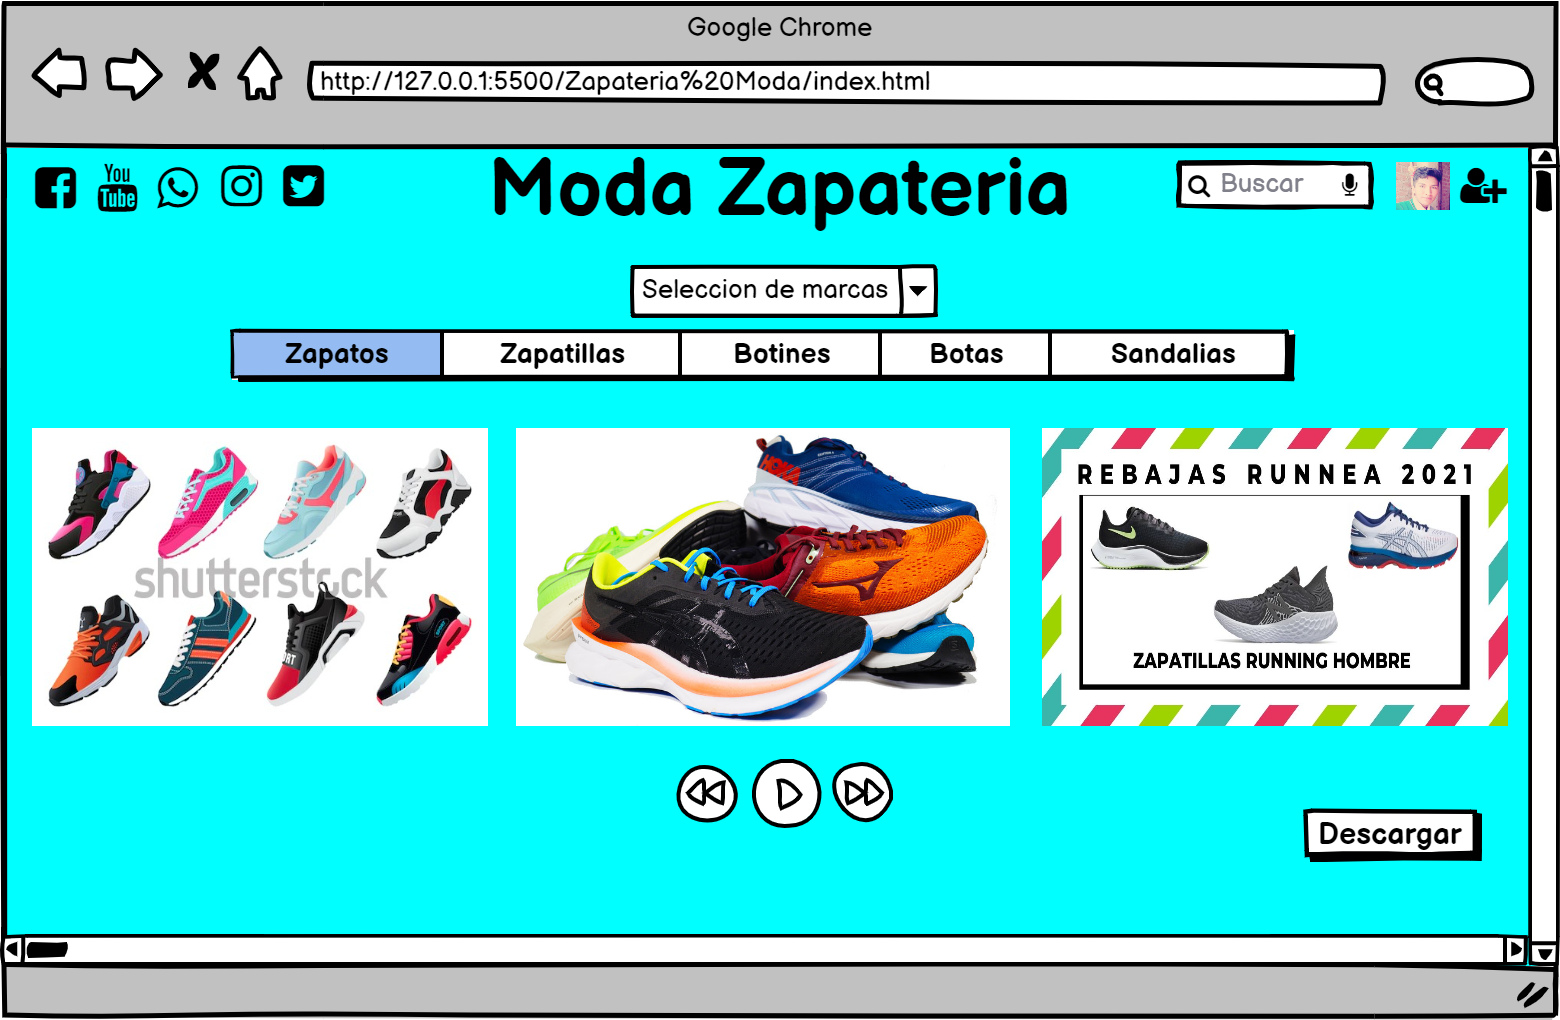 Google Chrome
http://127.0.0.1:5500/Zapateria%20Moda/index.html
You
Tube
Moda Zapateria
Buscar
Seleccion de marcas
Zapatos
Zapatillas
Botines
Botas
Sandalias
shutterstock
REBAJAS RUNNEA 2021
ZAPATILLAS RUNNING HOMBRE
Descargar